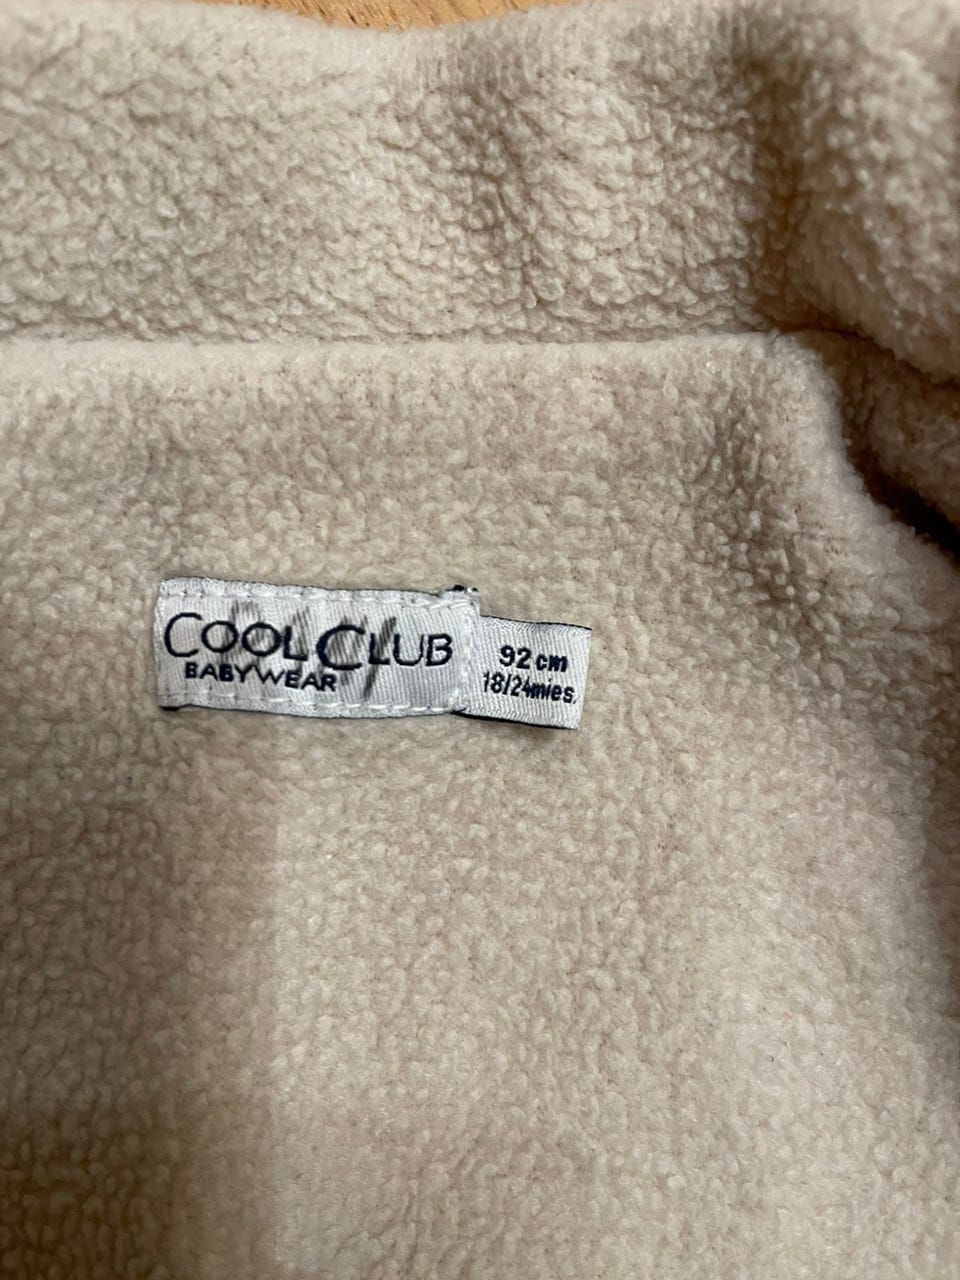 COOL CLUB
BABYWEAR
92 cm
18/24mies.